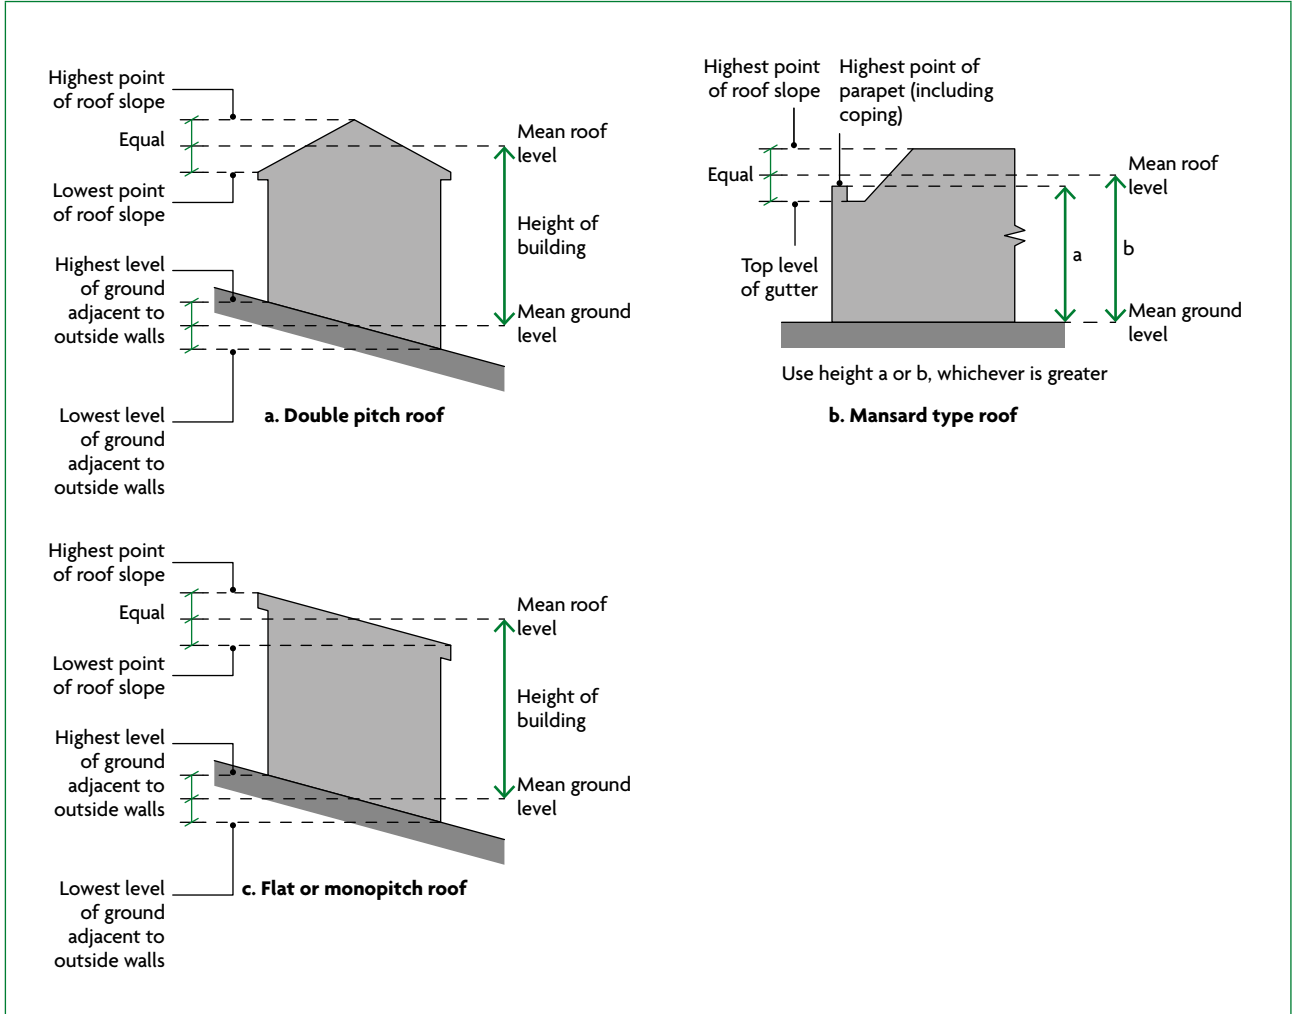 Highest point
of roof slope
Equal
Lowest point
of roof slope
Highest level
of ground
adjacent to
outside walls
Lowest level
of ground
adjacent to
outside walls
Mean roof
level
Height of
building
Mean ground
level
a. Double pitch roof
Highest point
of roof slope
Highest point of
parapet (including
coping)
Equal
Top level
of gutter
Mean roof
level
a
b
Mean ground
level
Use height a or b, whichever is greater
b. Mansard type roof
Highest point
of roof slope
Equal
Lowest point
of roof slope
Highest level
of ground
adjacent to
outside walls
Lowest level
of ground
adjacent to
outside walls
Mean roof
level
Height of
building
Mean ground
level
c. Flat or monopitch roof